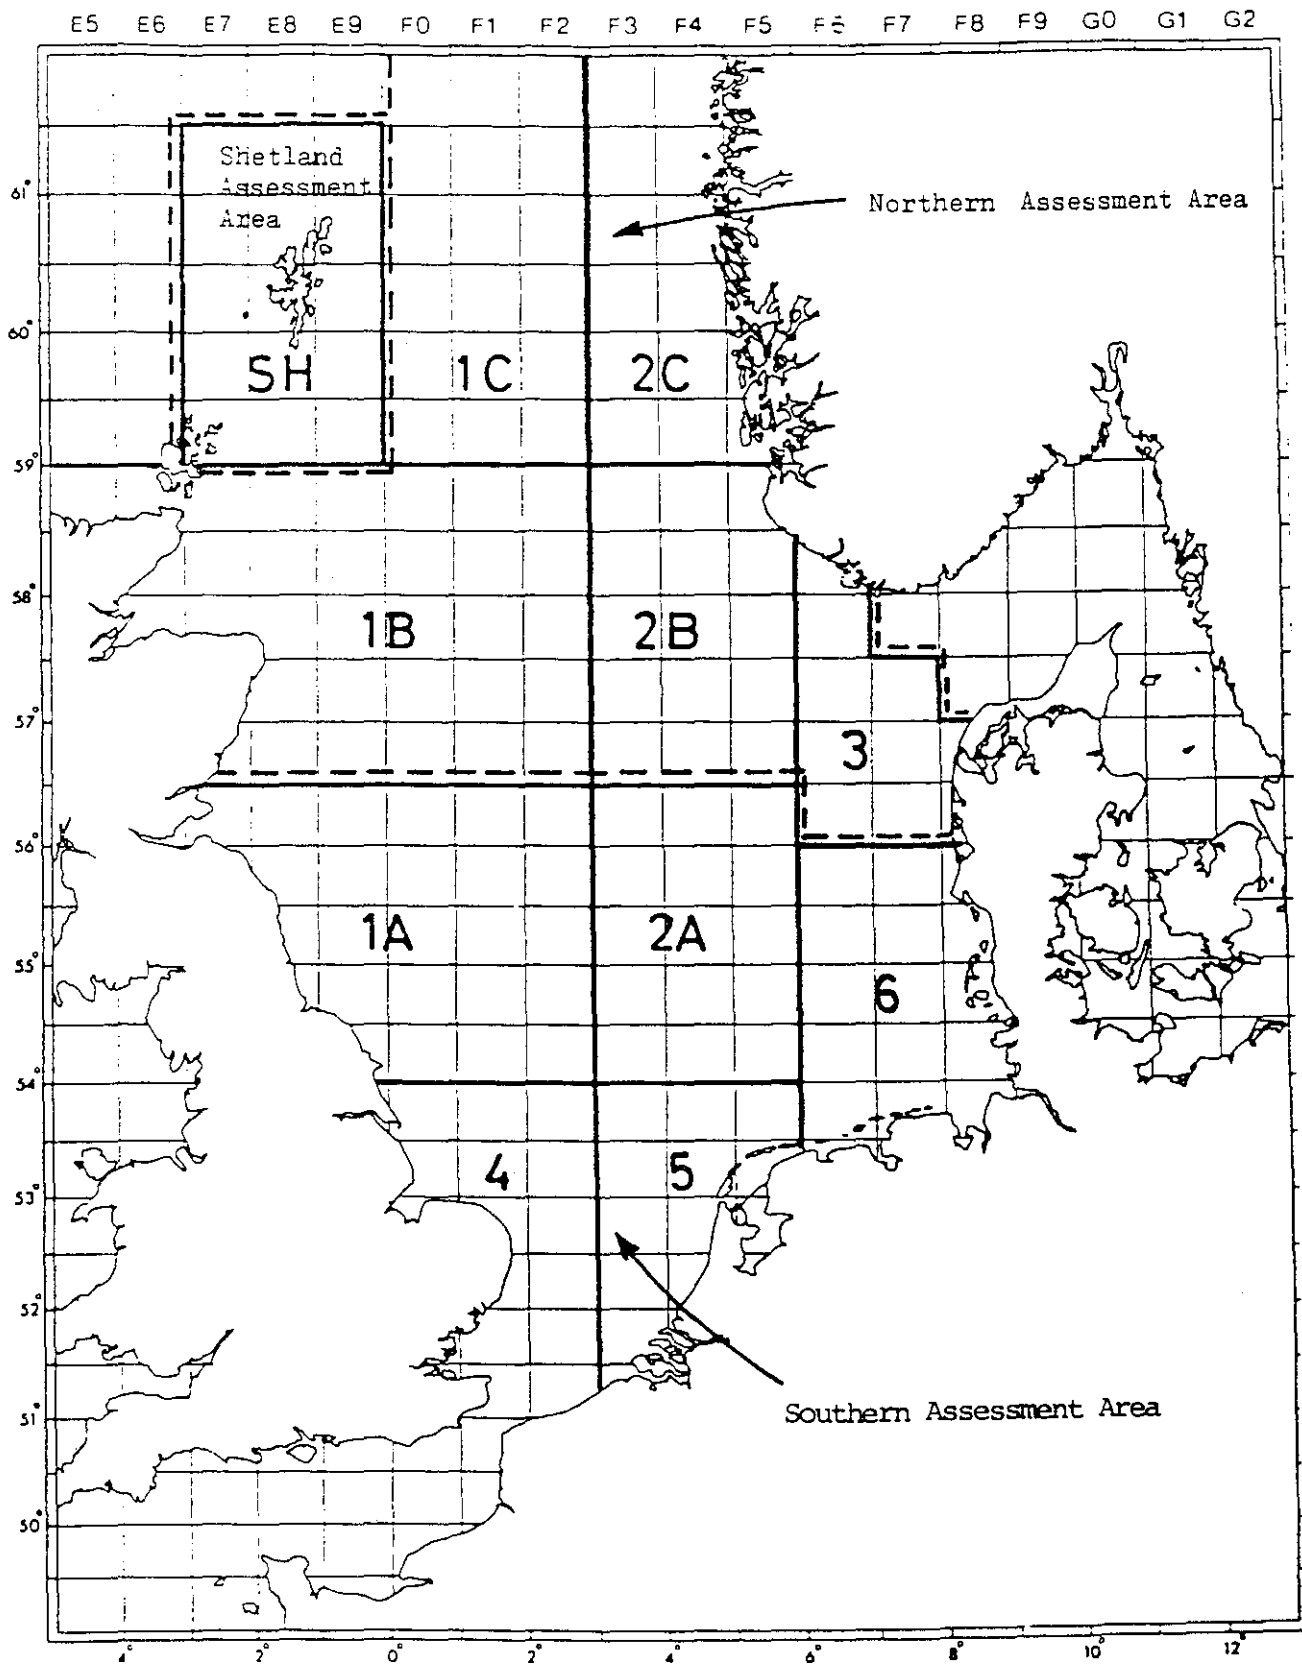 E5 E6 E7 E8 E9 F0 F1 F2 F3 F4 F5 F6 F7 F8 F9 G0 G1 G2
Shetland
Assessment
Area
61°
Northern Assessment Area
60°
SH 1C 2C
59°
58°
1B 2B
57°
3
56°
1A 2A
55°
6
54°
4 5
53°
52°
Southern Assessment Area
51°
50°
4° 2° 0° 2° 4° 6° 8° 10° 12°